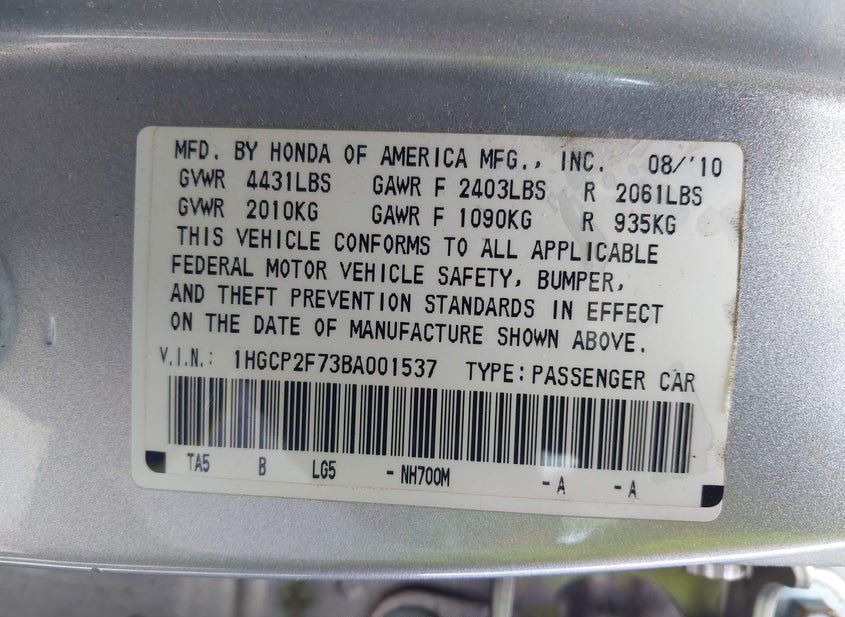 MFD. BY HONDA OF AMERICA MFG., INC. 08/'10
GVWR 4431LBS GAWR F 2403LBS R 2061LBS
GVWR 2010KG GAWR F 1090KG R 935KG
THIS VEHICLE CONFORMS TO ALL APPLICABLE
FEDERAL MOTOR VEHICLE SAFETY, BUMPER,
AND THEFT PREVENTION STANDARDS IN EFFECT
ON THE DATE OF MANUFACTURE SHOWN ABOVE.
V.I.N.: 1HGCP2F73BA001537 TYPE:PASSENGER CAR
TA5 B LG5 -NH700M -A -A